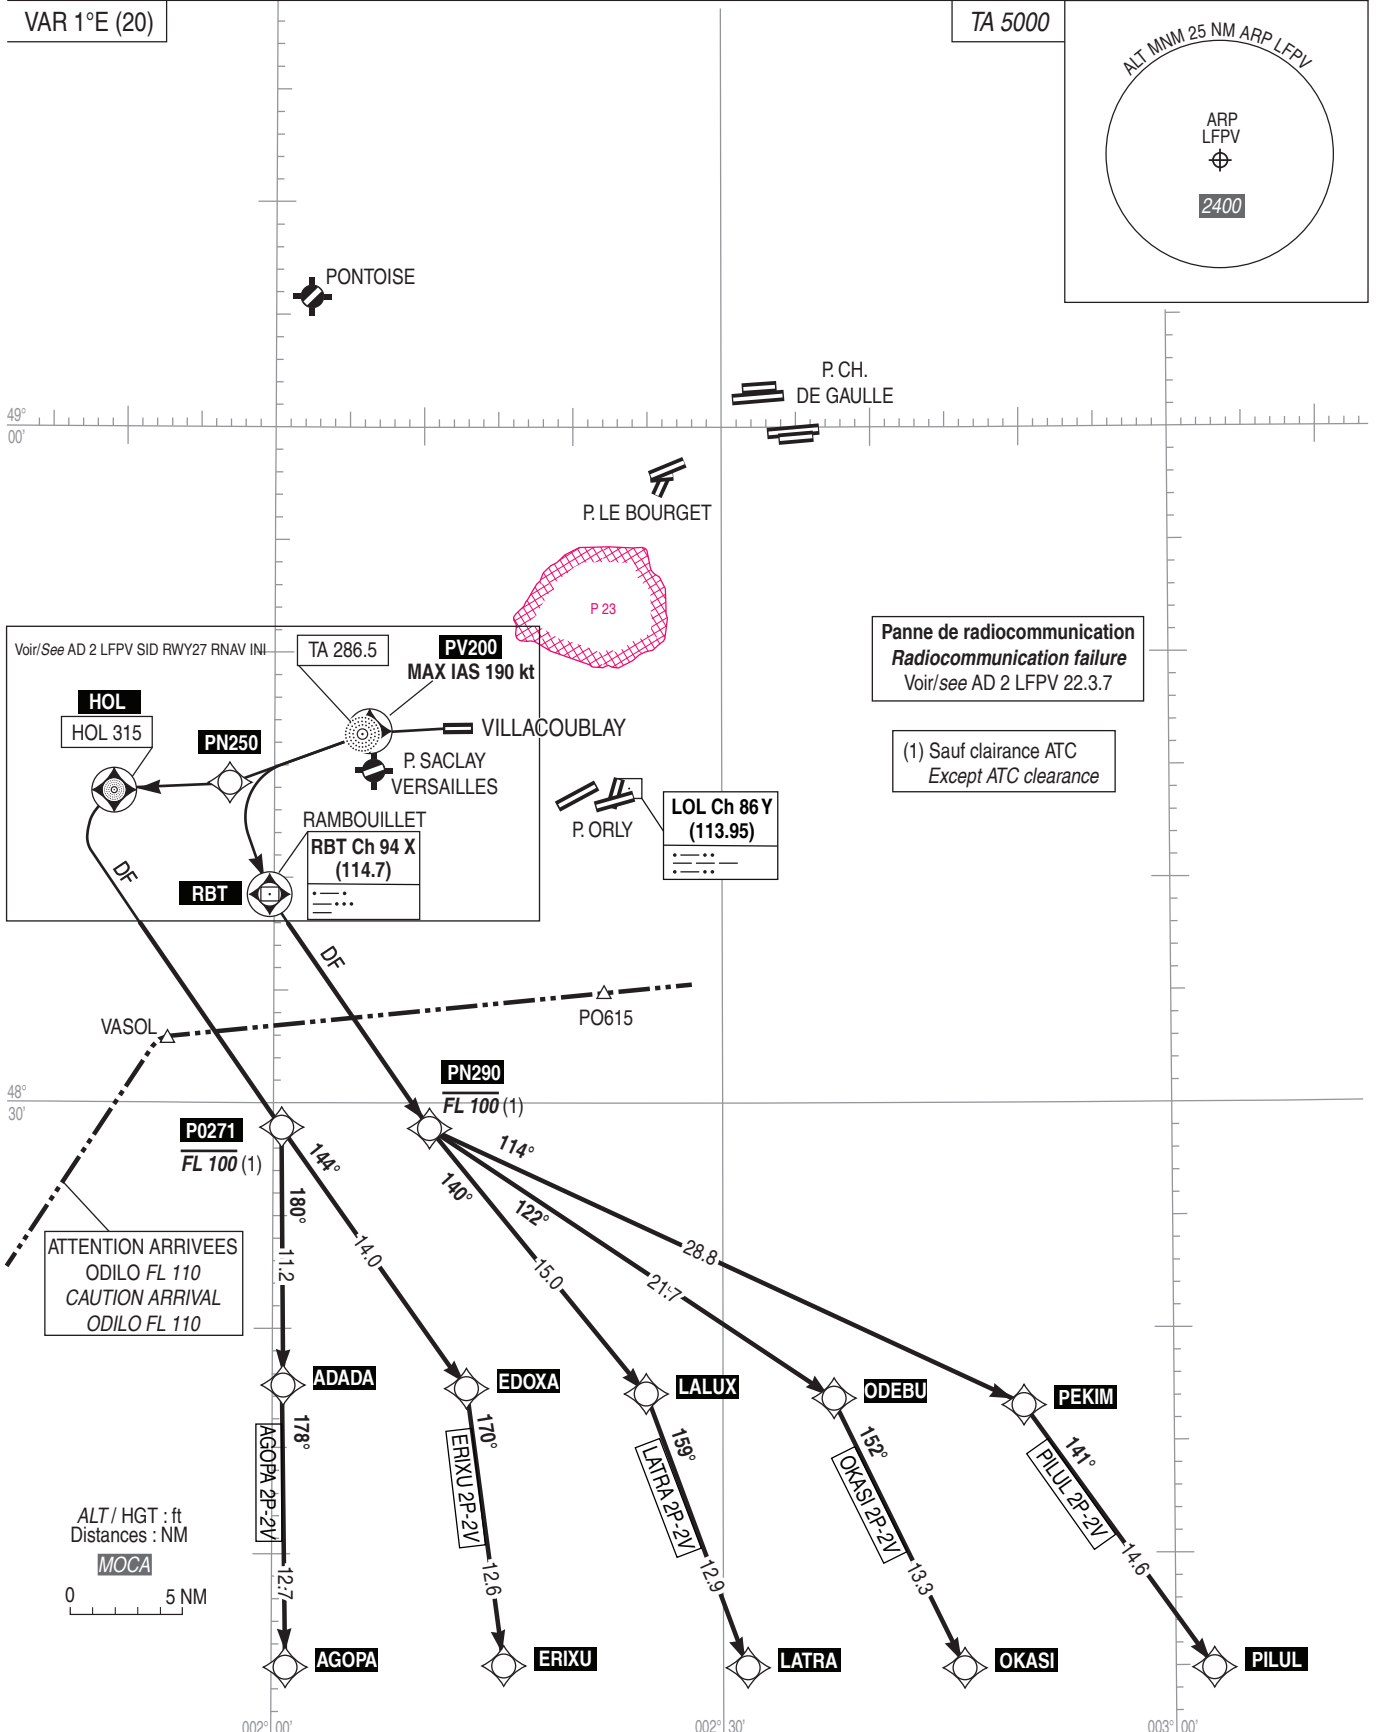 VAR 1°E (20)
TA 5000
ALT MNM 25 NM ARP LFPV
ARP
LFPV
2400
PONTOISE
P. CH.
DE GAULLE
49°
00'
P. LE BOURGET
P 23
Voir/See AD 2 LFPV SID RWY27 RNAV INI
TA 286.5
PV200
MAX IAS 190 kt
HOL
HOL 315
PN250
VILLACOUBLAY
P. SACLAY
VERSAILLES
Panne de radiocommunication
Radiocommunication failure
Voir/see AD 2 LFPV 22.3.7
(1) Sauf clairance ATC
Except ATC clearance
P. ORLY
LOL Ch 86 Y
(113.95)
RAMBOUILLET
RBT Ch 94 X
(114.7)
RBT
DF
DF
VASOL
PO615
48°
30'
PN290
FL 100 (1)
P0271
FL 100 (1)
144°
180°
114°
140°
122°
11.2
14.0
15.0
21.7
28.8
ATTENTION ARRIVEES
ODILO FL 110
CAUTION ARRIVAL
ODILO FL 110
ADADA
EDOXA
LALUX
ODEBU
PEKIM
178°
170°
159°
152°
141°
AGOPA 2P-2V
ERIXU 2P-2V
LATRA 2P-2V
OKASI 2P-2V
PILUL 2P-2V
12.7
12.6
12.9
13.3
14.6
ALT / HGT : ft
Distances : NM
MOCA
0 5 NM
AGOPA
ERIXU
LATRA
OKASI
PILUL
002° 00'
002° 30'
003° 00'